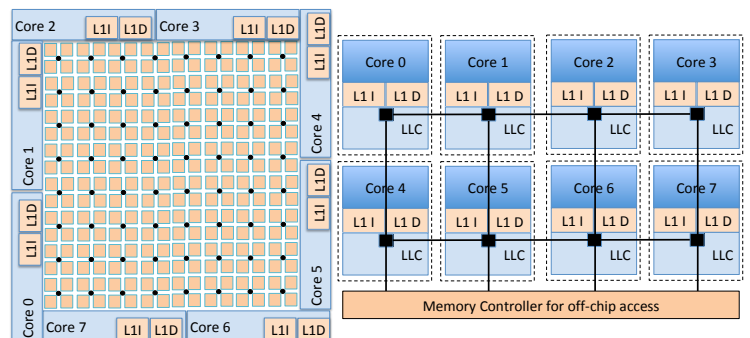 Core 2 L1I L1D Core 3 L1I L1D
L1D
L1I
Core 4
L1D
L1I
Core 1
L1D
L1I
Core 0
L1D
L1I
Core 5
Core 7 L1I L1D Core 6 L1I L1D
Core 0 Core 1 Core 2 Core 3
L1 I L1 D L1 I L1 D L1 I L1 D L1 I L1 D
LLC LLC LLC LLC
Core 4 Core 5 Core 6 Core 7
L1 I L1 D L1 I L1 D L1 I L1 D L1 I L1 D
LLC LLC LLC LLC
Memory Controller for off-chip access